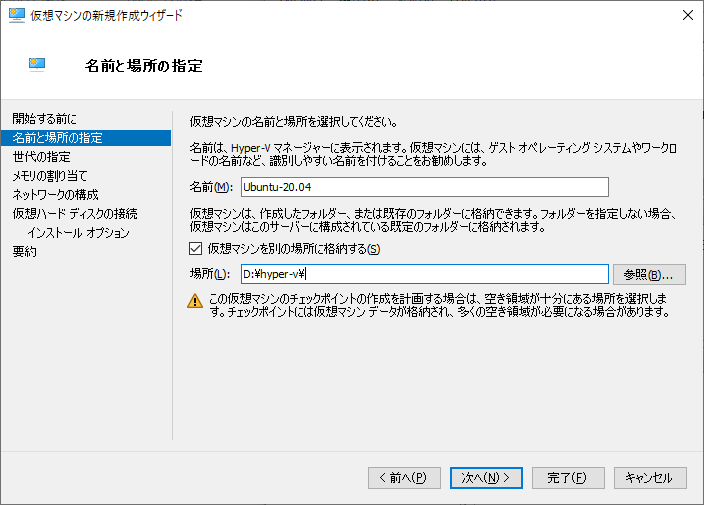 仮想マシンの新規作成ウィザード
名前と場所の指定
開始する前に
名前と場所の指定
世代の指定
メモリの割り当て
ネットワークの構成
仮想ハード ディスクの接続
インストール オプション
要約
仮想マシンの名前と場所を選択してください。
名前は、Hyper-V マネージャーに表示されます。仮想マシンには、ゲスト オペレーティング システムやワークロ
ードの名前など、識別しやすい名前を付けることをお勧めします。
名前(M): Ubuntu-20.04
仮想マシンは、作成したフォルダー、または既存のフォルダーに格納できます。フォルダーを指定しない場合、
仮想マシンはこのサーバーに構成されている既定のフォルダーに格納されます。
仮想マシンを別の場所に格納する(S)
場所(L): D:¥hyper-v¥ 参照(B)...
この仮想マシンのチェックポイントの作成を計画する場合は、空き領域が十分にある場所を選択しま
す。チェックポイントには仮想マシン データが格納され、多くの空き領域が必要になる場合があります。
< 前へ(P) 次へ(N) > 完了(F) キャンセル